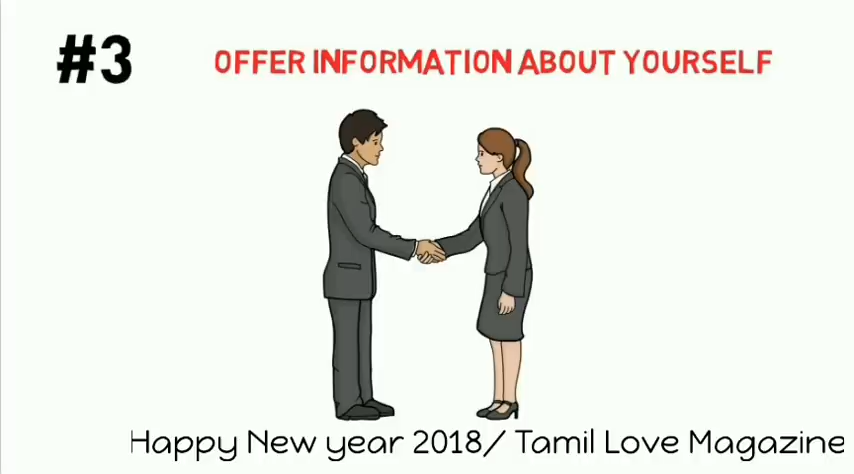 #3 OFFER INFORMATION ABOUT YOURSELF
Happy New year 2018/ Tamil Love Magazine